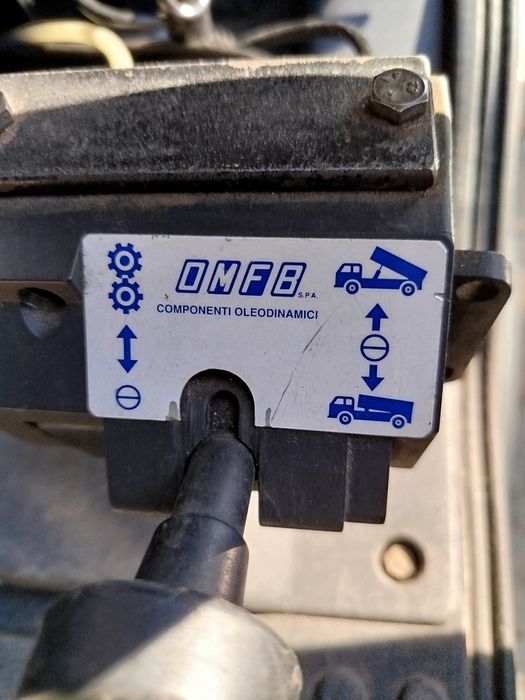 OMFB S.P.A.
COMPONENTI OLEODINAMICI